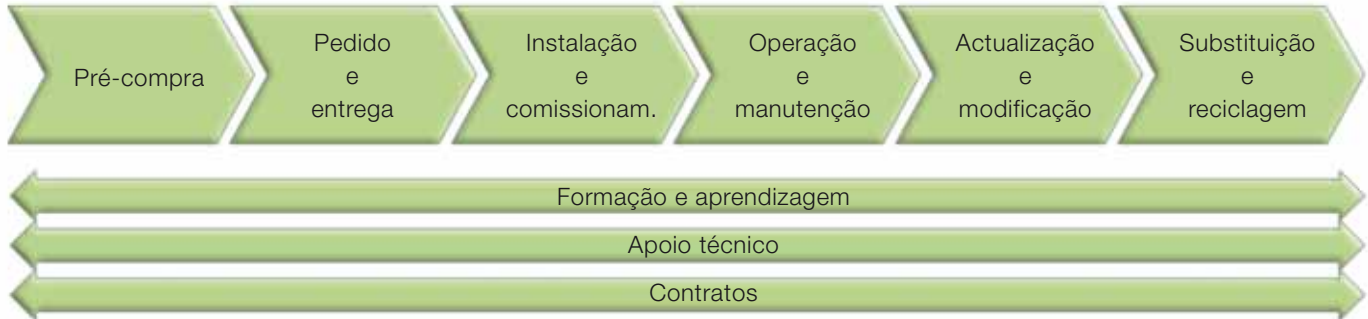 Pré-compra
Pedido
e
entrega
Instalação
e
comissionam.
Operação
e
manutenção
Actualização
e
modificação
Substituição
e
reciclagem
Formação e aprendizagem
Apoio técnico
Contratos